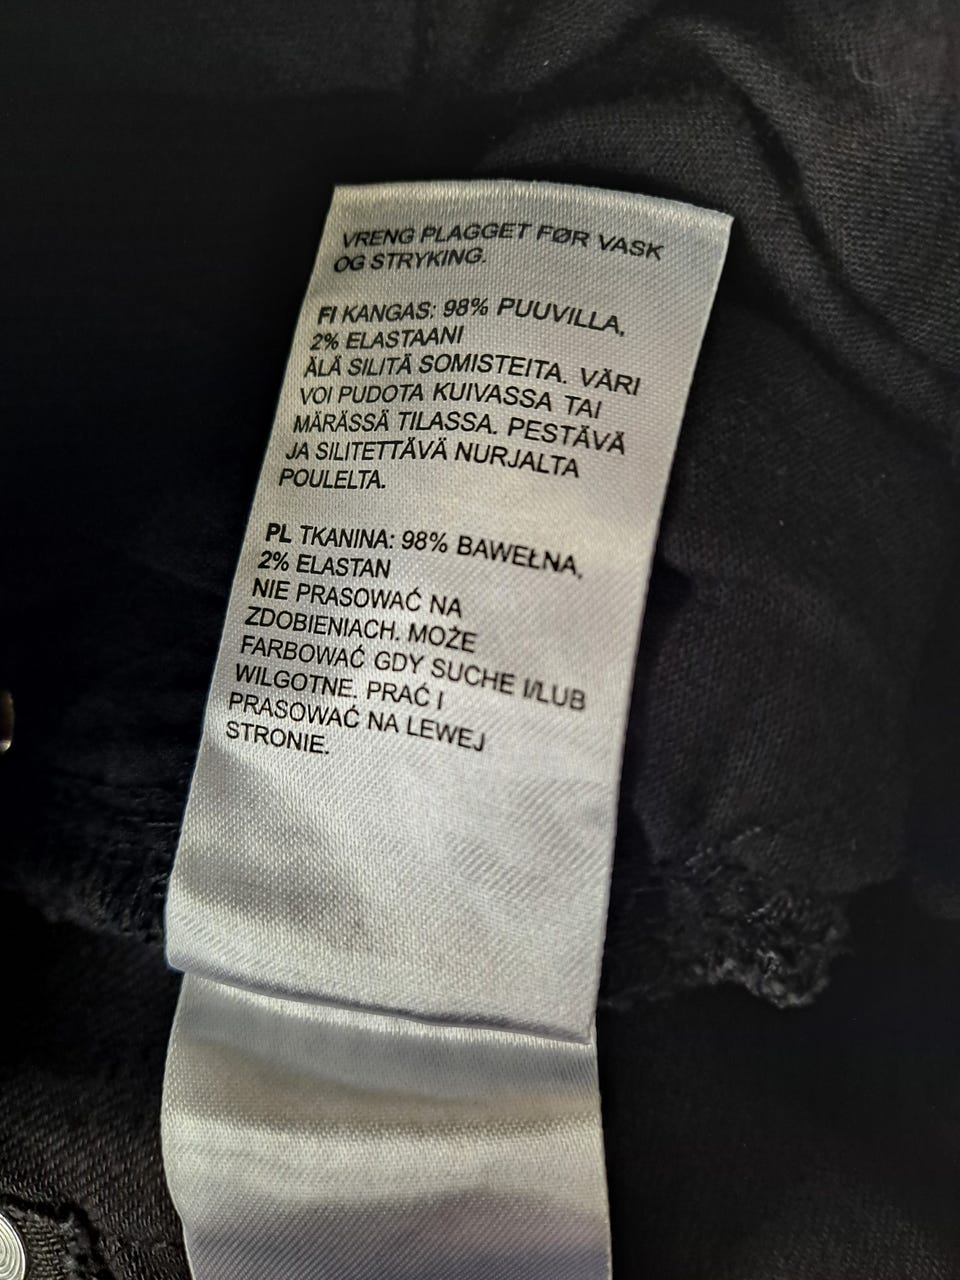 VRENG PLAGGET FØR VASK
OG STRYKING.
FI KANGAS: 98% PUUVILLA,
2% ELASTAANI
ÄLÄ SILITÄ SOMISTEITA. VÄRI
VOI PUDOTA KUIVASSA TAI
MÄRÄSSÄ TILASSA. PESTÄVÄ
JA SILITETTÄVÄ NURJALTA
POULELTA.
PL TKANINA: 98% BAWEŁNA,
2% ELASTAN
NIE PRASOWAĆ NA
ZDOBIENIACH. MOŻE
FARBOWAĆ GDY SUCHE I/LUB
WILGOTNE. PRAĆ I
PRASOWAĆ NA LEWEJ
STRONIE.